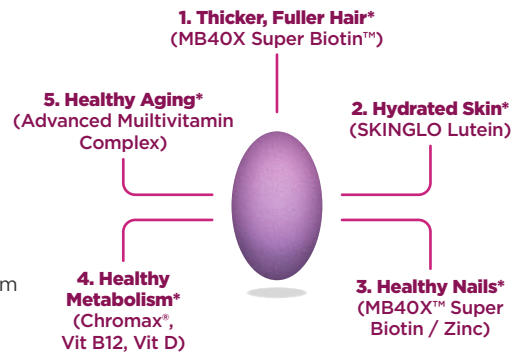 1. Thicker, Fuller Hair*
(MB40X Super Biotin™)
5. Healthy Aging*
(Advanced Muiltivitamin
Complex)
2. Hydrated Skin*
(SKINGLO Lutein)
m
4. Healthy
Metabolism*
(Chromax®,
Vit B12, Vit D)
3. Healthy Nails*
(MB40X™ Super
Biotin / Zinc)